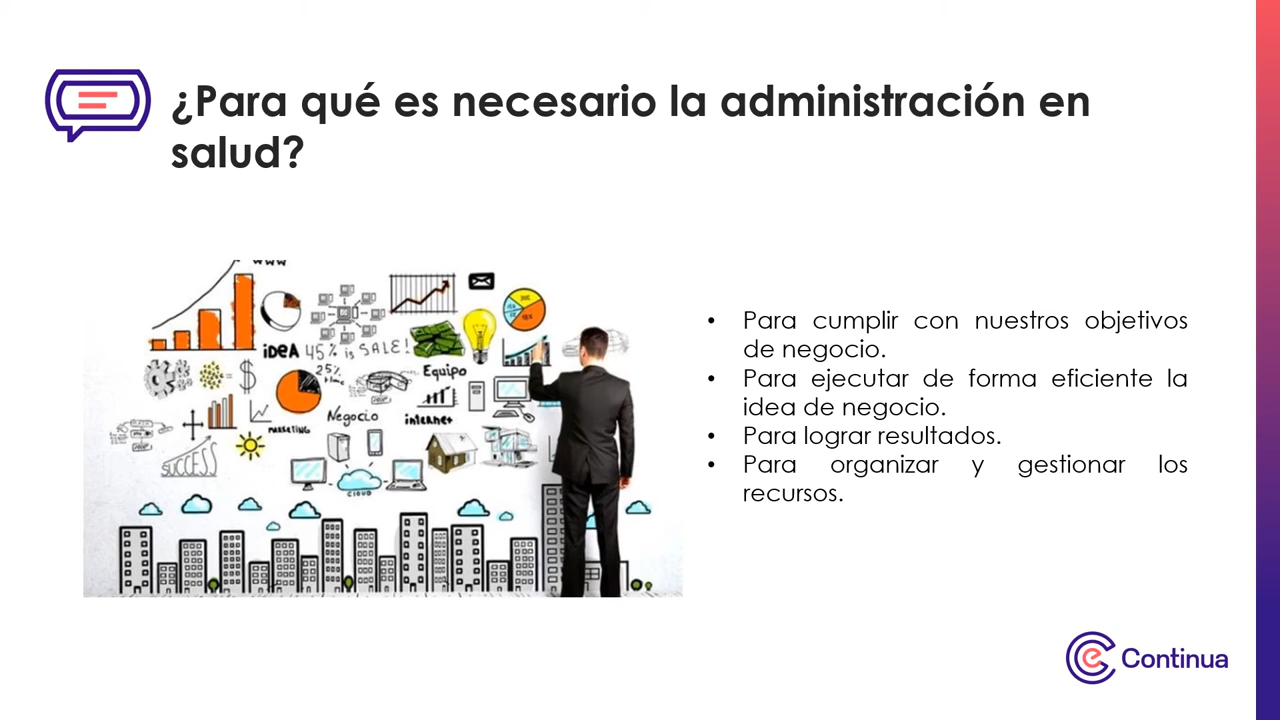 ¿Para qué es necesario la administración en
salud?
www
IDEA 45% is SALE!
25%
Equipo
Negocio
internet
MARKETING
SUCCESS
CLOUD
• Para cumplir con nuestros objetivos
de negocio.
• Para ejecutar de forma eficiente la
idea de negocio.
• Para lograr resultados.
• Para organizar y gestionar los
recursos.
Continua